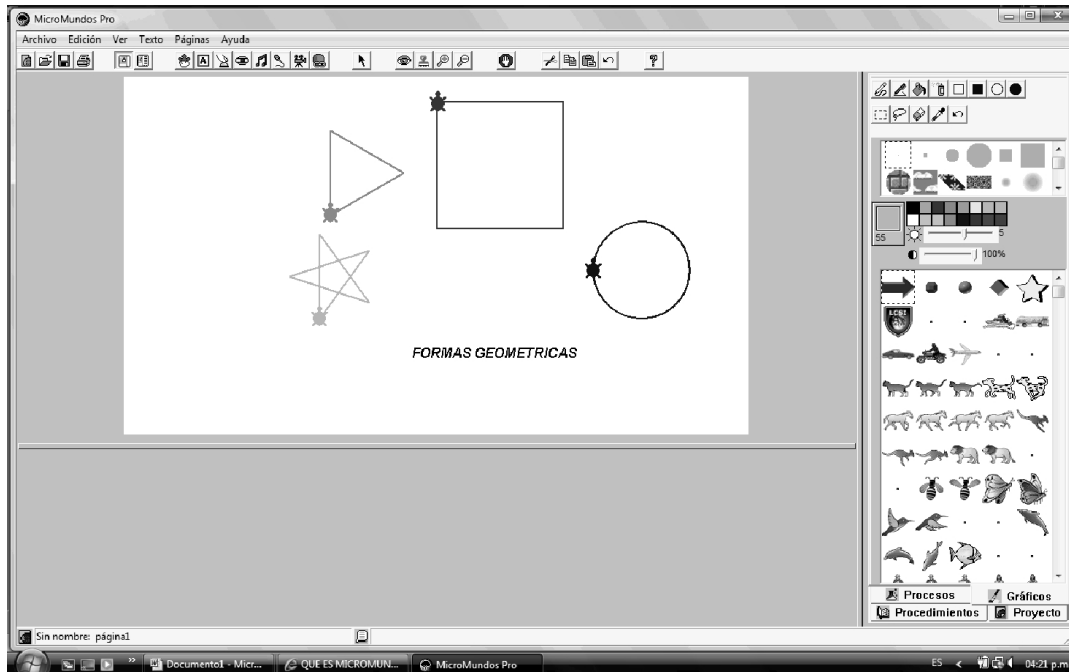 MicroMundos Pro
Archivo Edición Ver Texto Páginas Ayuda
FORMAS GEOMETRICAS
55
5
100%
LCSI
Procesos Gráficos
Procedimientos Proyecto
Sin nombre: página1
Documento1 - Micr... QUE ES MICROMUN... MicroMundos Pro ES 04:21 p.m.